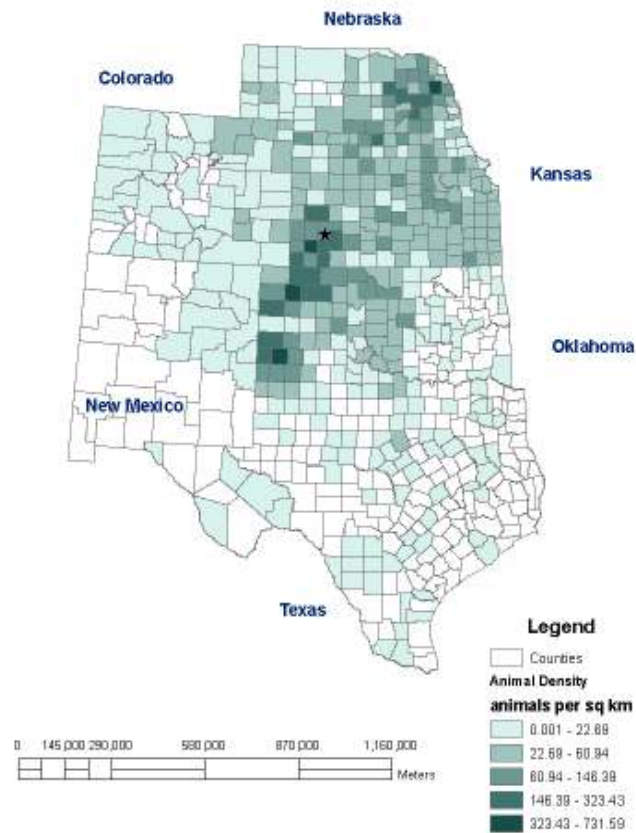 Nebraska
Colorado
Kansas
Oklahoma
New Mexico
Texas
Legend
Counties
Animal Density
animals per sq km
0.001 - 22.69
22.69 - 60.94
60.94 - 146.39
146.39 - 323.43
323.43 - 731.59
0 145,000 290,000 580,000 870,000 1,160,000
Meters